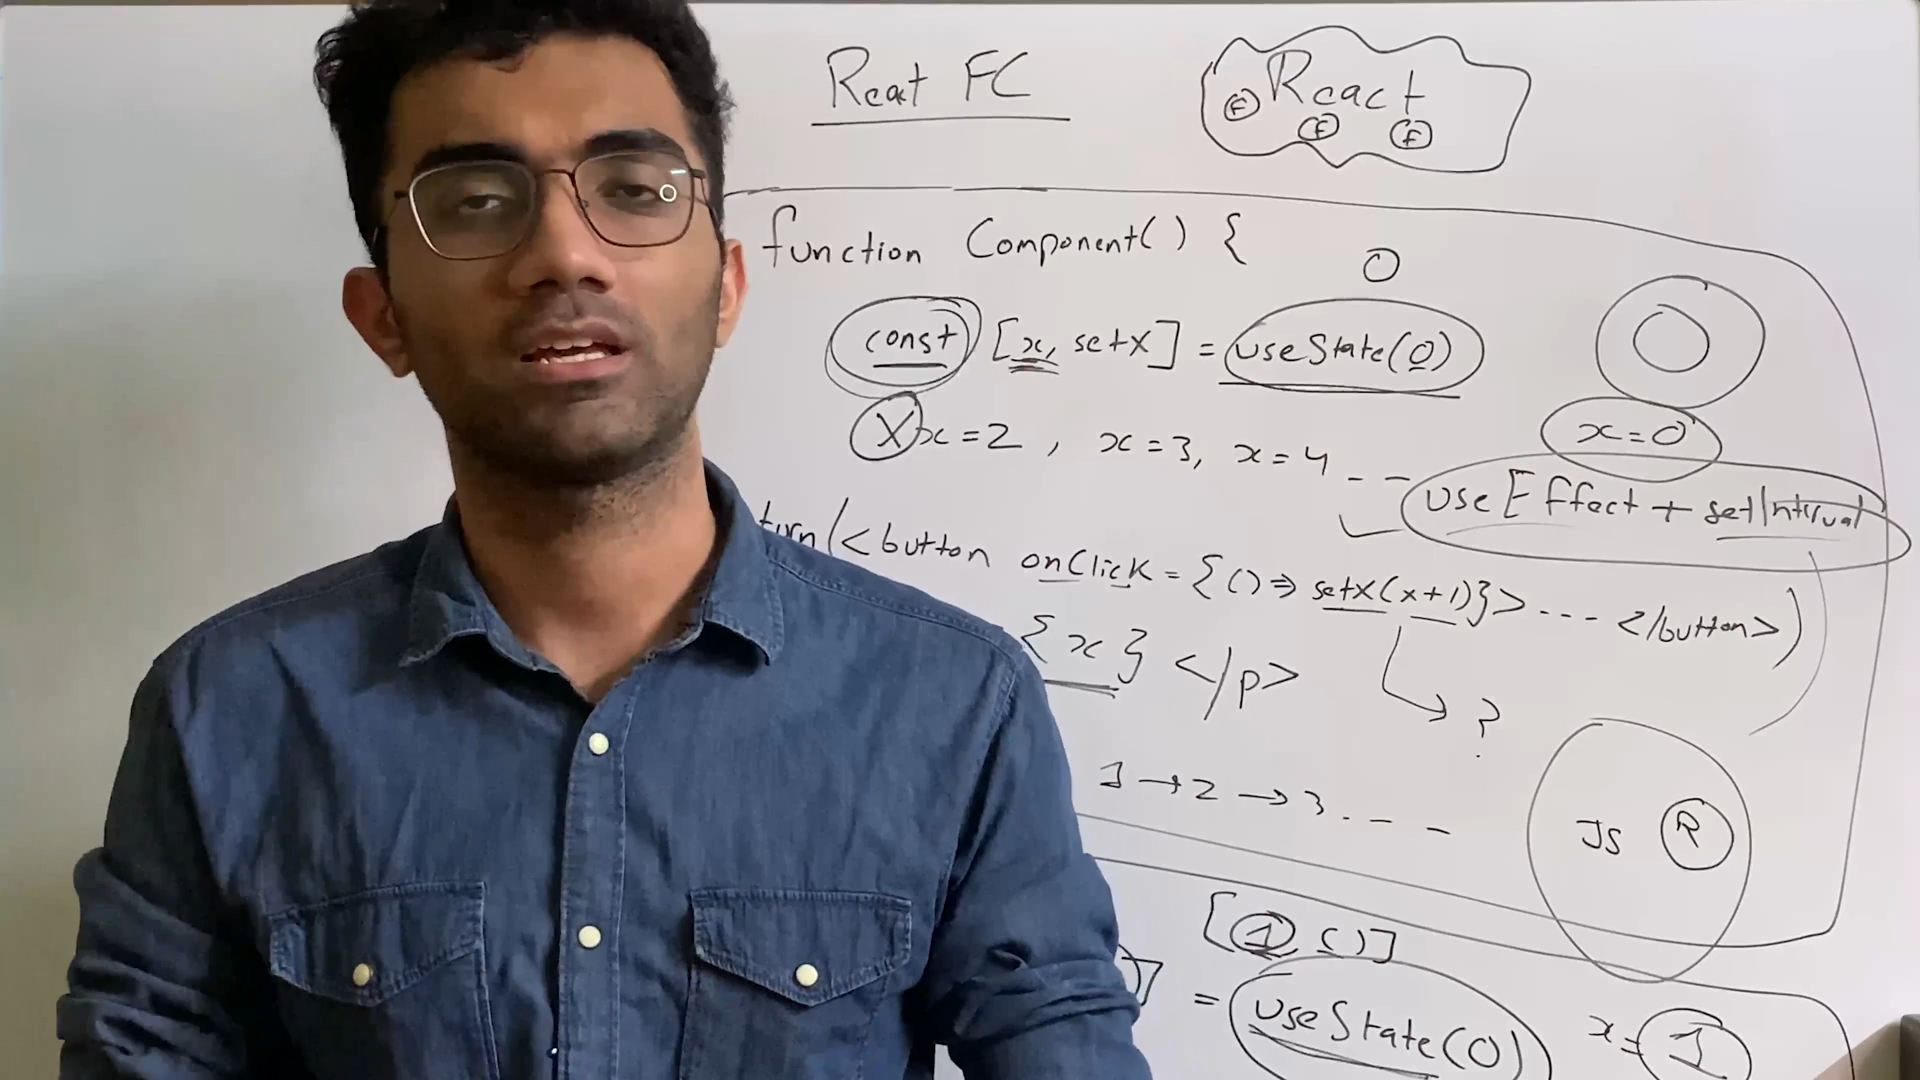 React FC
React
F F F
function Component() {
0
const [x, setX] = useState(0)
X x=2, x=3, x=4 - -
x=0
useEffect + setInterval
turn(<button onClick={() => setX(x+1)}>---</button>)
{x} </p>
?
1 → 2 → 3. - -
JS R
[1, ()]
] = useState(0) x=1